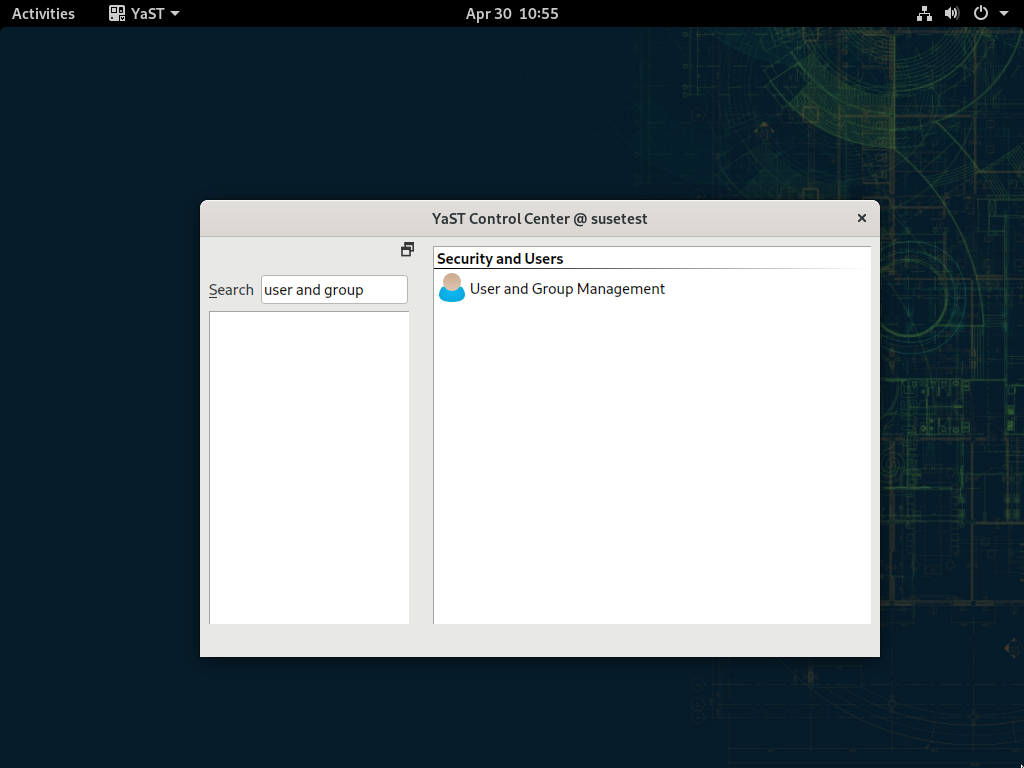 Activities YaST Apr 30 10:55
YaST Control Center @ susetest
Security and Users
Search user and group
User and Group Management